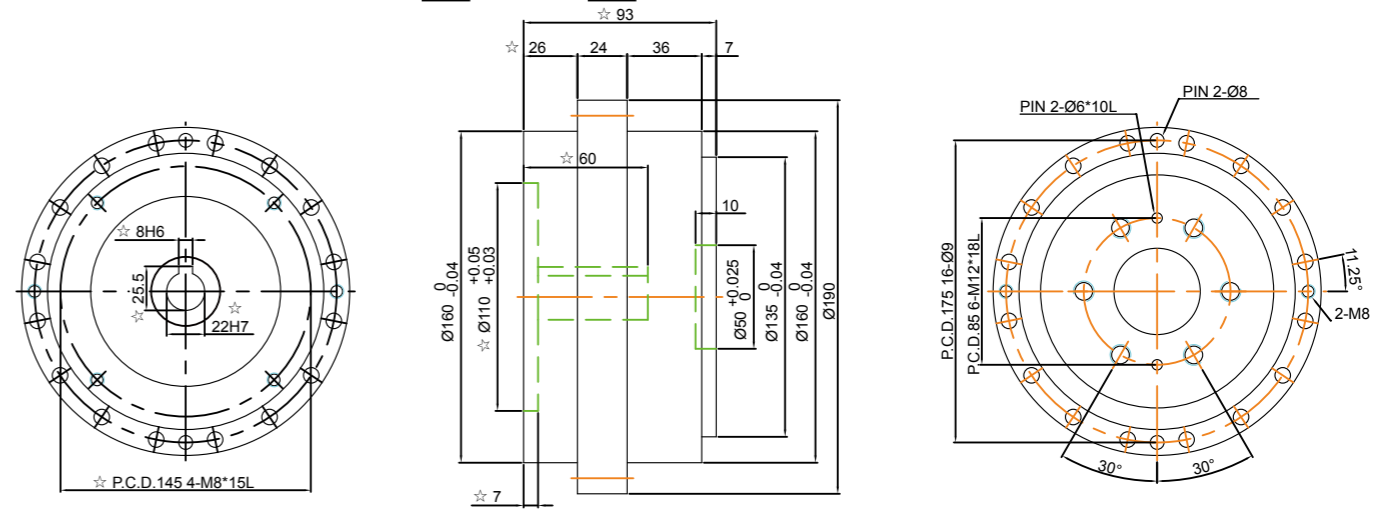 ☆ 8H6
25.5
☆
☆
22H7
☆ P.C.D.145 4-M8*15L
☆ 93
☆ 26
24
36
7
☆ 60
10
Ø160 0 -0.04
☆ Ø110 +0.05 +0.03
Ø50 +0.025 0
Ø135 0 -0.04
Ø160 0 -0.04
Ø190
☆ 7
PIN 2-Ø8
PIN 2-Ø6*10L
P.C.D.175 16-Ø9
P.C.D.85 6-M12*18L
11.25°
2-M8
30°
30°